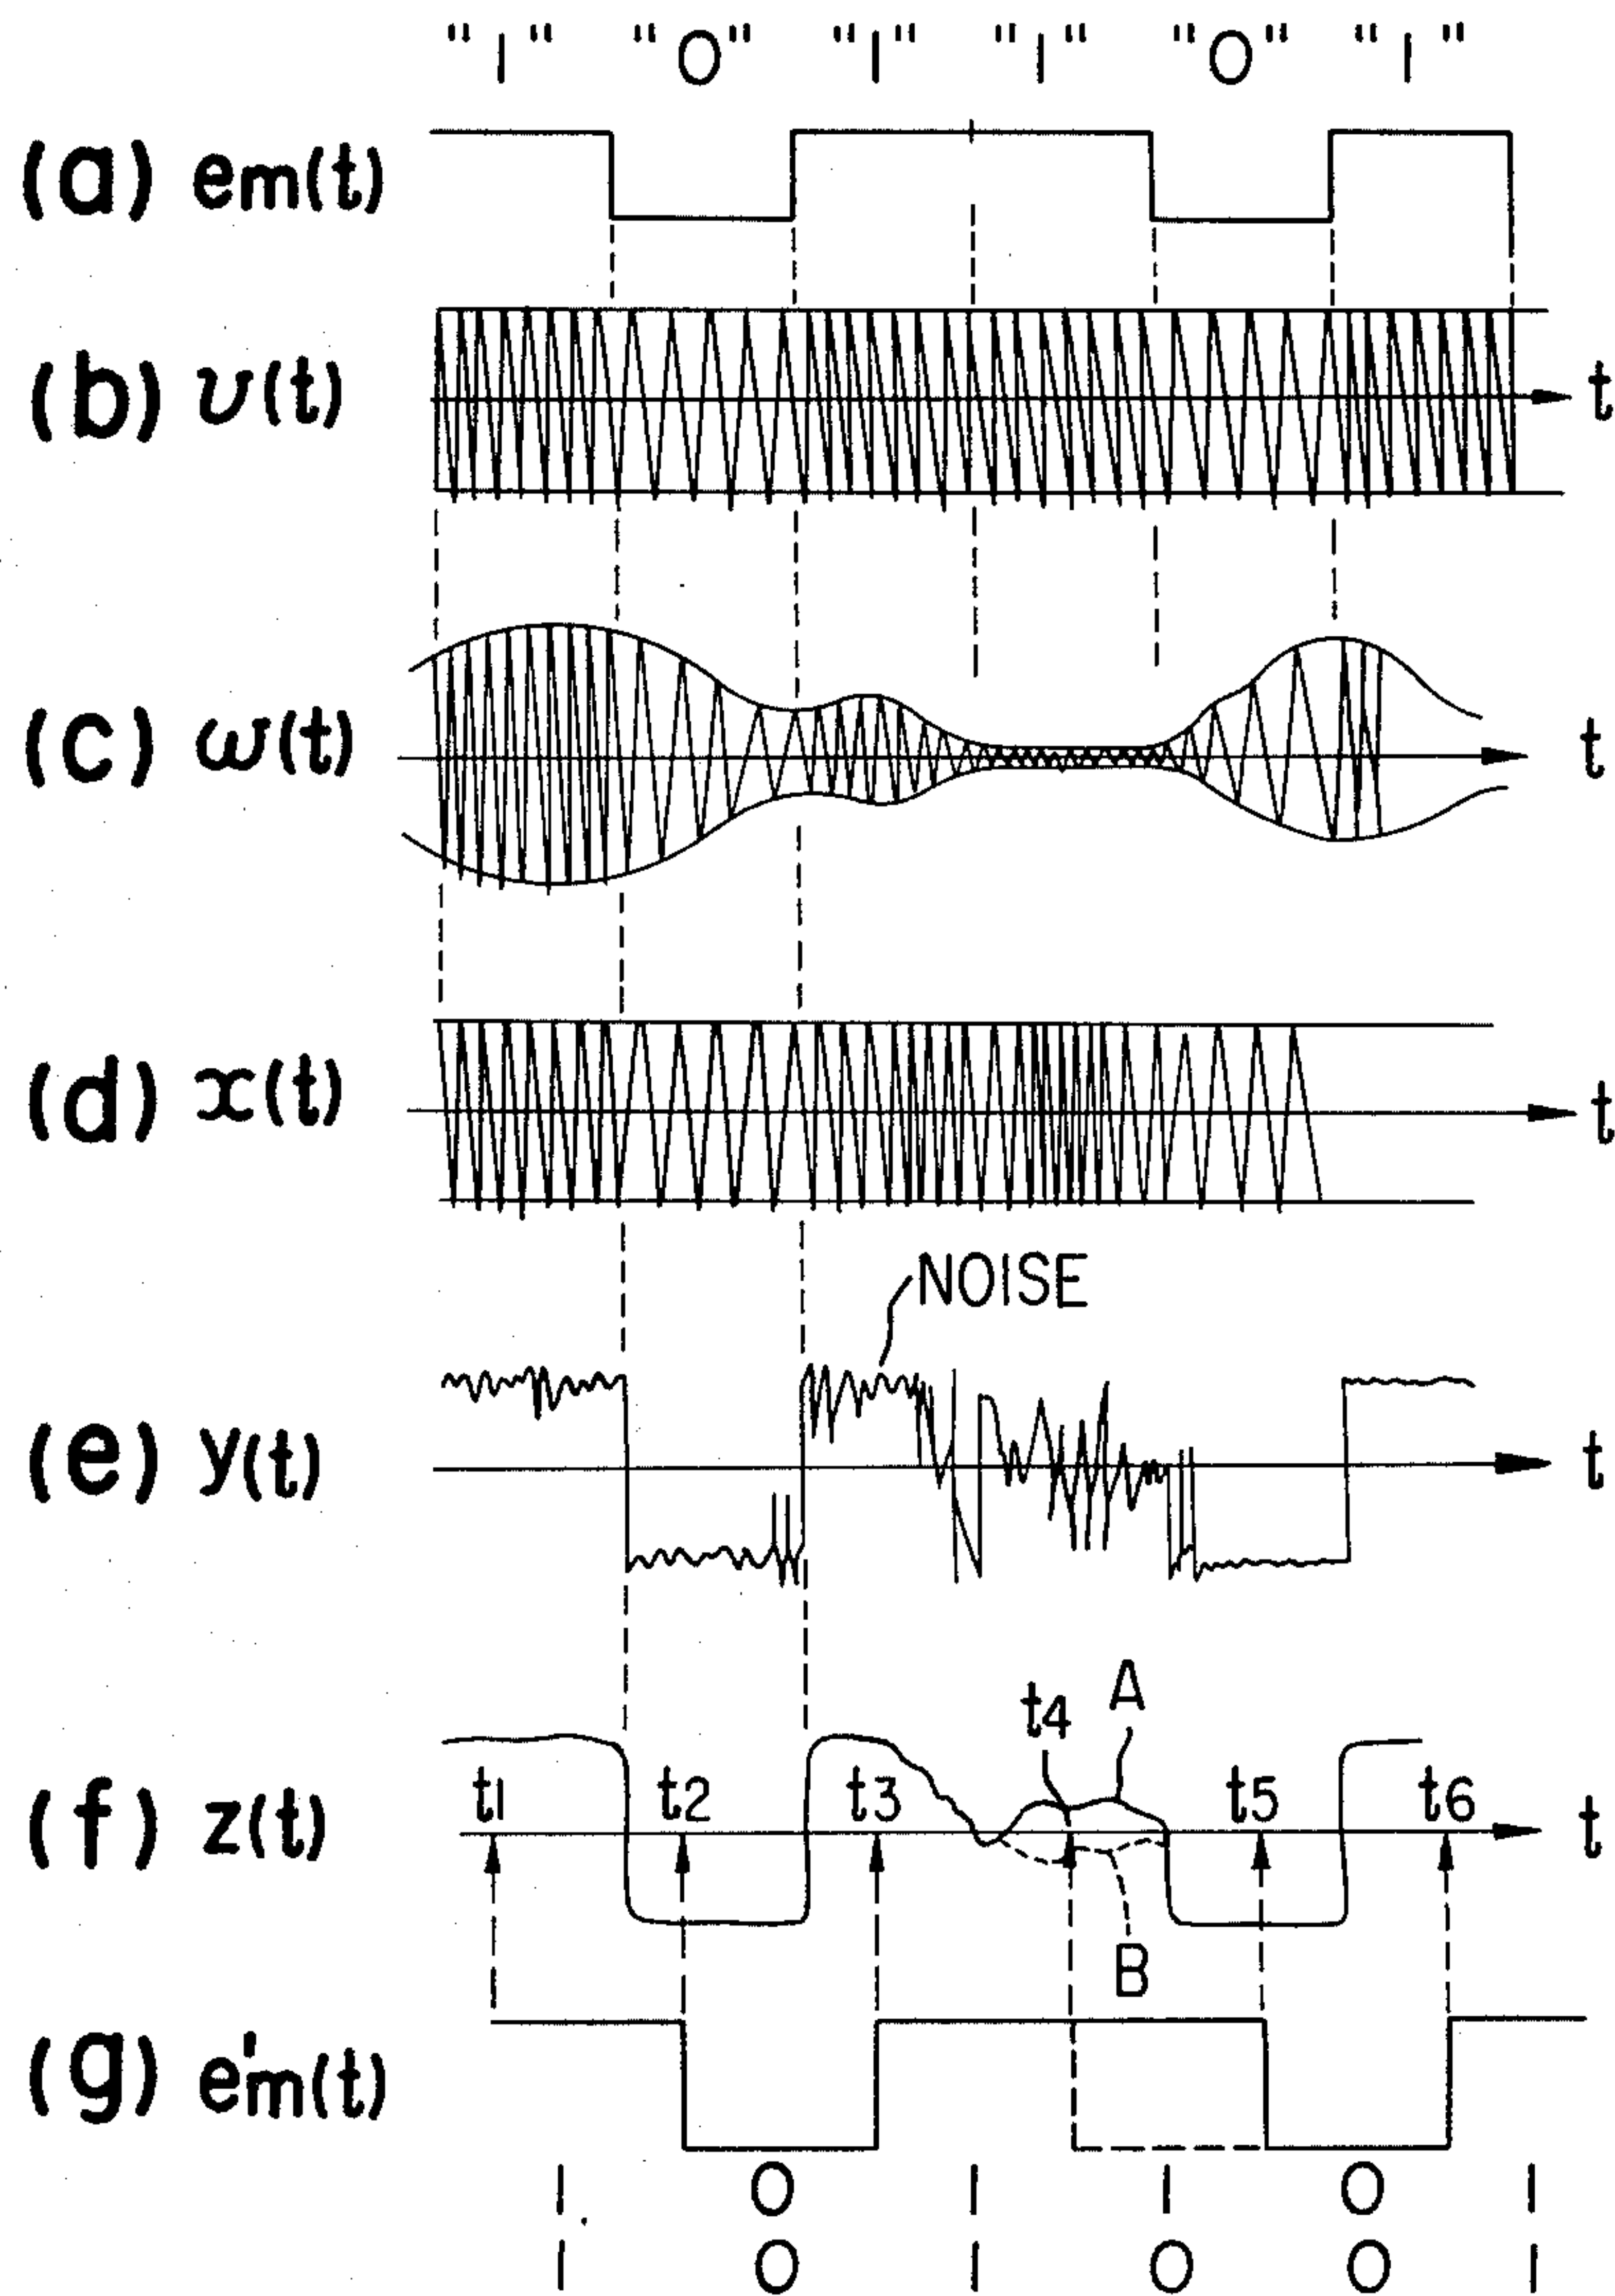 "1" "0" "1" "1" "0" "1"
(a) em(t)
(b) v(t)
t
(c) ω(t)
t
(d) x(t)
t
NOISE
(e) y(t)
t
t4 A
(f) z(t) t1 t2 t3 t5 t6 t
B
(g) e'm(t)
1 0 1 1 0 1
1 0 1 0 0 1